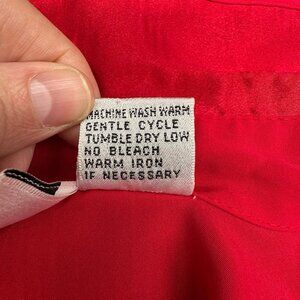 MACHINE WASH WARM
GENTLE CYCLE
TUMBLE DRY LOW
NO BLEACH
WARM IRON
IF NECESSARY